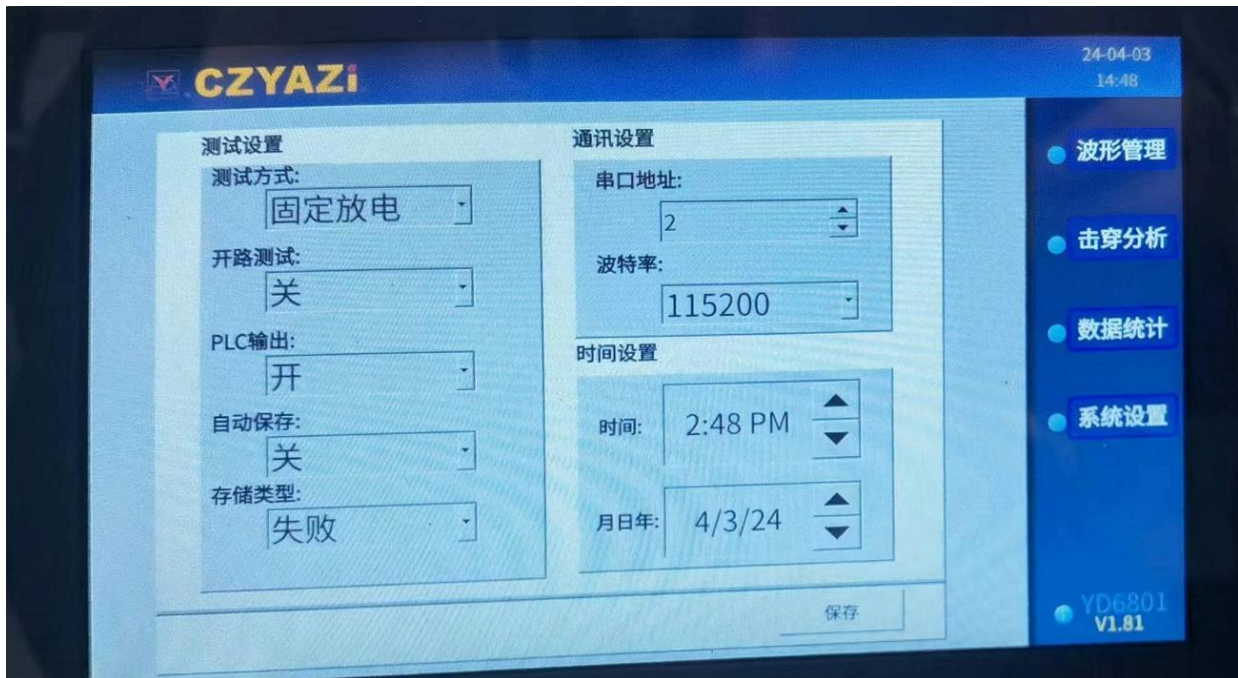 CZYAZi
24-04-03
14:48
测试设置
测试方式:
固定放电
开路测试:
关
PLC输出:
开
自动保存:
关
存储类型:
失败
通讯设置
串口地址:
2
波特率:
115200
时间设置
时间:
2:48 PM
月日年:
4/3/24
保存
波形管理
击穿分析
数据统计
系统设置
YD6801
V1.81